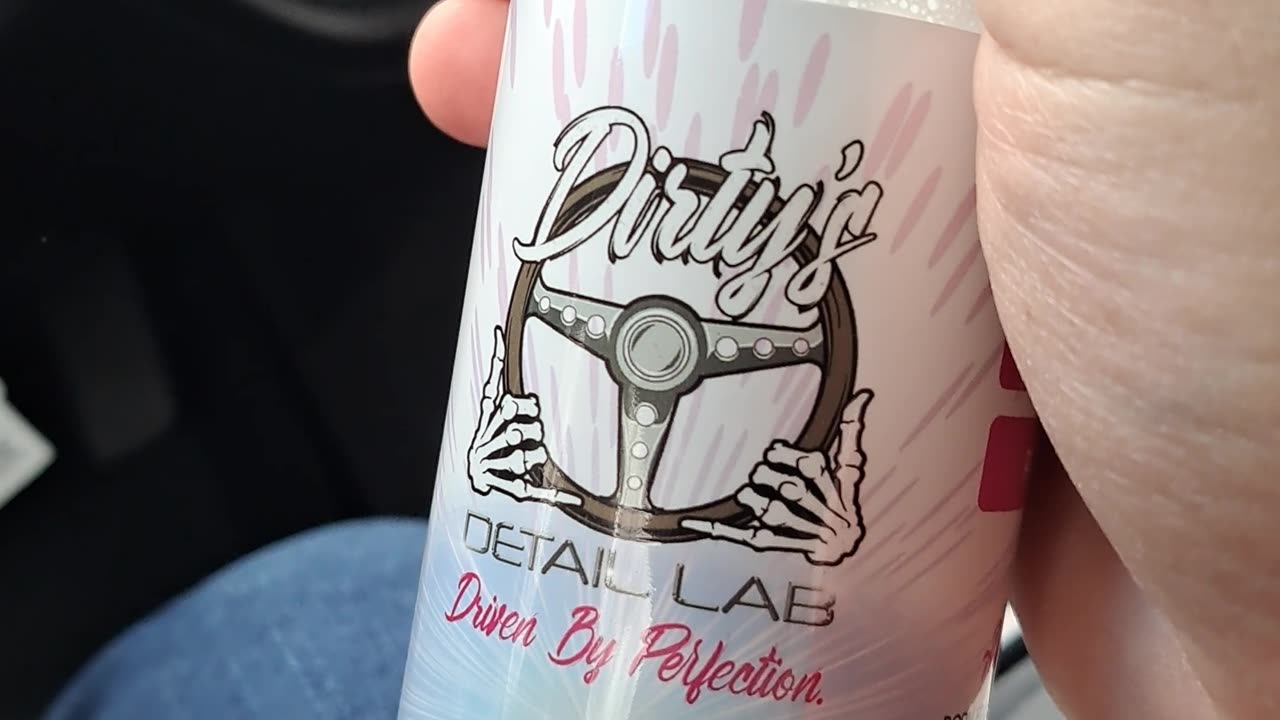 Dirty's
DETAIL LAB
Driven By Perfection.